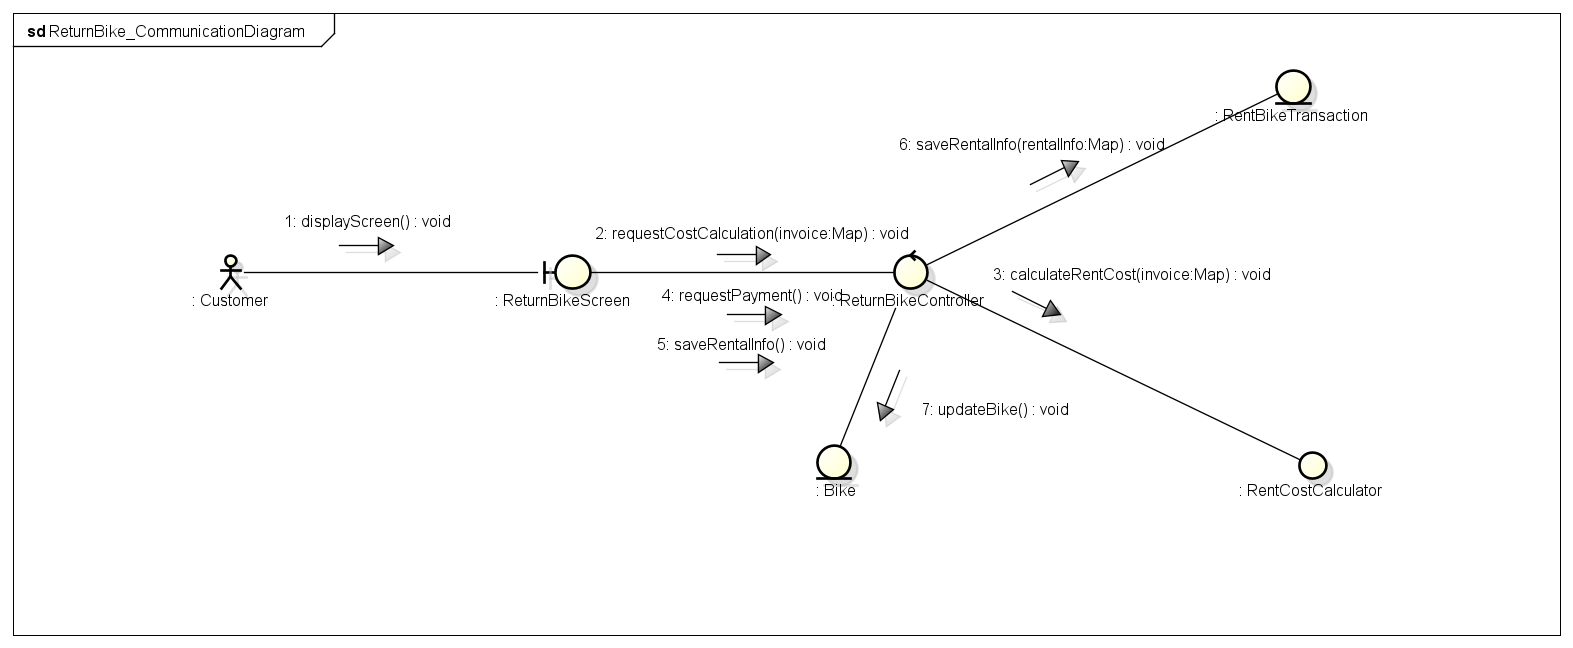 sd ReturnBike_CommunicationDiagram
: RentBikeTransaction
6: saveRentalInfo(rentalInfo:Map) : void
1: displayScreen() : void
2: requestCostCalculation(invoice:Map) : void
3: calculateRentCost(invoice:Map) : void
: Customer
: ReturnBikeScreen
4: requestPayment() : void
: ReturnBikeController
5: saveRentalInfo() : void
7: updateBike() : void
: Bike
: RentCostCalculator